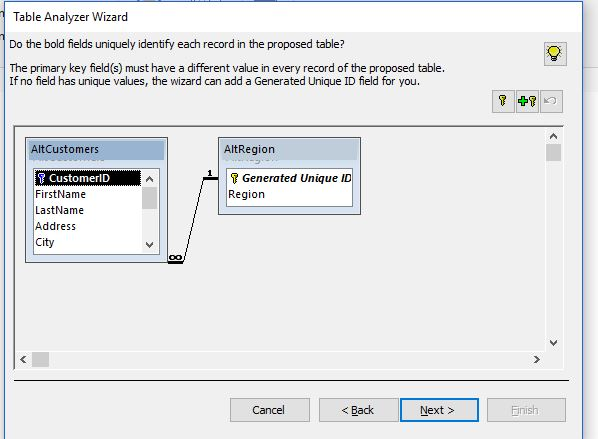 Table Analyzer Wizard
Do the bold fields uniquely identify each record in the proposed table?
The primary key field(s) must have a different value in every record of the proposed table.
If no field has unique values, the wizard can add a Generated Unique ID field for you.
AltCustomers
CustomerID
FirstName
LastName
Address
City
AltRegion
Generated Unique ID
Region
1
∞
Cancel
< Back
Next >
Finish